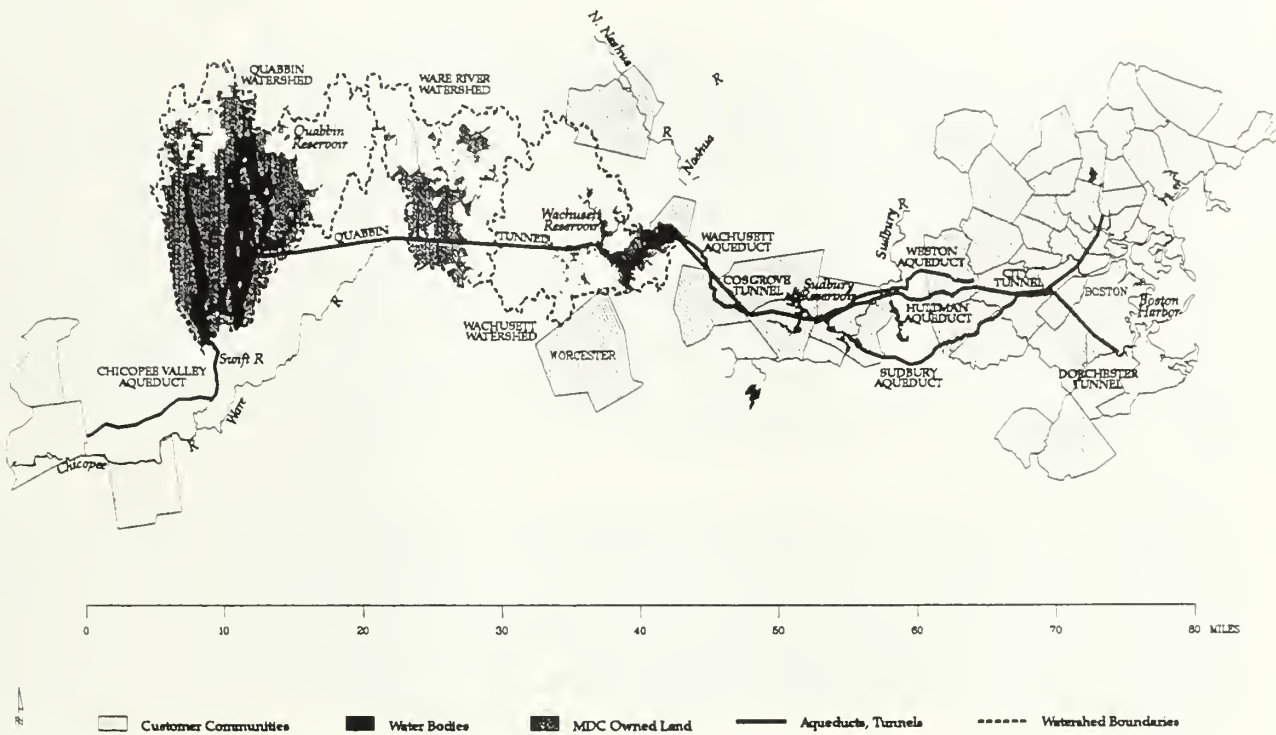 N. Nashua
R
QUABBIN
WATERSHED
WARE RIVER
WATERSHED
Quabbin
Reservoir
R
Nashua
Wachusett
Reservoir
QUABBIN
TUNNEL
WACHUSETT
AQUEDUCT
Sudbury
R
WESTON
AQUEDUCT
COSGROVE
TUNNEL
Sudbury
Reservoir
CITY
TUNNEL
BOSTON
Boston
Harbor
HULTMAN
AQUEDUCT
R
WACHUSETT
WATERSHED
WORCESTER
Swift R
CHICOPEE VALLEY
AQUEDUCT
SUDBURY
AQUEDUCT
DORCHESTER
TUNNEL
Ware
R
Chicopee
0 10 20 30 40 50 60 70 80 MILES
Customer Communities Water Bodies MDC Owned Land Aqueducts, Tunnels Watershed Boundaries